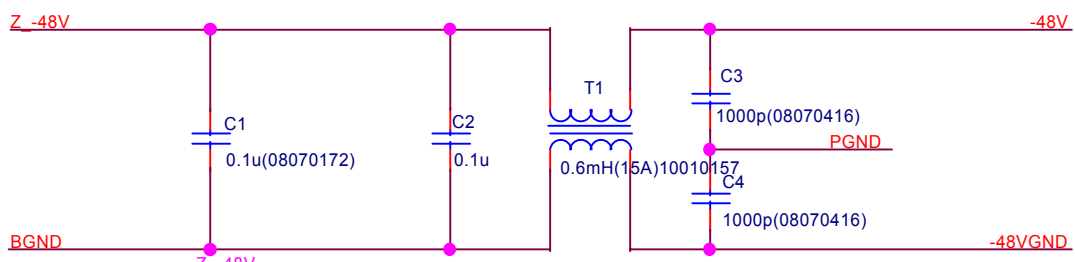 Z_-48V
-48V
C3
T1
1000p(08070416)
C1
C2
PGND
0.1u(08070172)
0.1u
0.6mH(15A)10010157
C4
1000p(08070416)
BGND
-48VGND